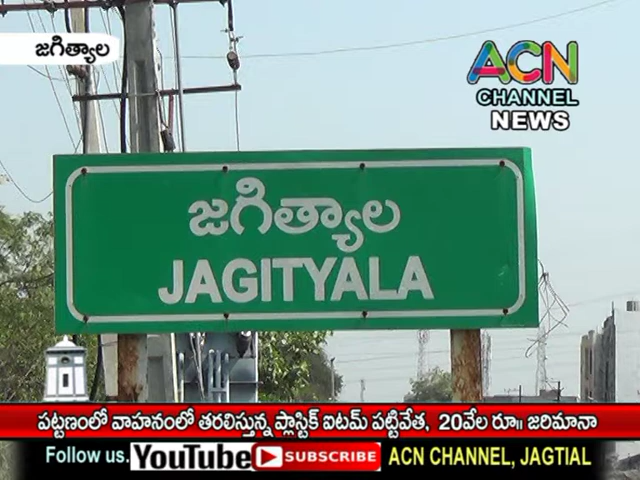 జగిత్యాల
ACN
CHANNEL
NEWS
జగిత్యాల
JAGITYALA
పట్టణంలో వాహనంలో తరలిస్తున్న ప్లాస్టిక్ ఐటమ్ పట్టివేత, 20వేల రూ॥ జరిమానా
Follow us. YouTube SUBSCRIBE ACN CHANNEL, JAGTIAL